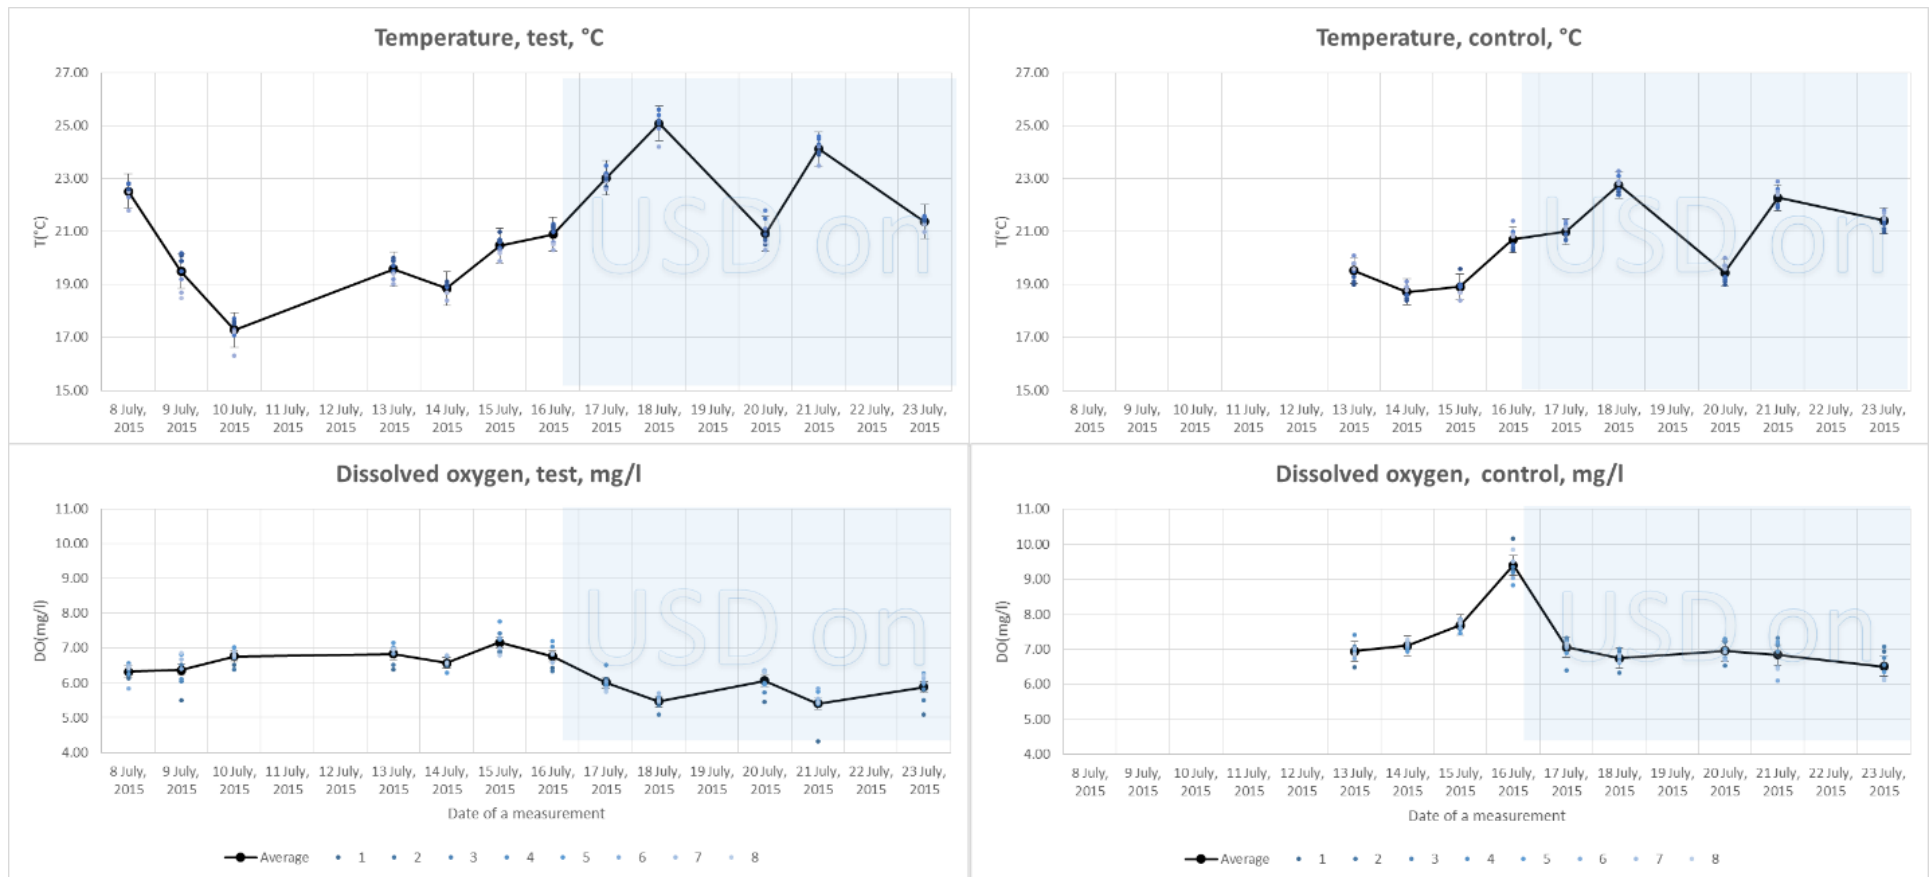 Temperature, test, °C
27.00
25.00
23.00
21.00
19.00
17.00
15.00
T(°C)
USD on
8 July, 9 July, 10 July, 11 July, 12 July, 13 July, 14 July, 15 July, 16 July, 17 July, 18 July, 19 July, 20 July, 21 July, 22 July, 23 July,
2015 2015 2015 2015 2015 2015 2015 2015 2015 2015 2015 2015 2015 2015 2015 2015
Temperature, control, °C
27.00
25.00
23.00
21.00
19.00
17.00
15.00
T(°C)
USD on
8 July, 9 July, 10 July, 11 July, 12 July, 13 July, 14 July, 15 July, 16 July, 17 July, 18 July, 19 July, 20 July, 21 July, 22 July, 23 July,
2015 2015 2015 2015 2015 2015 2015 2015 2015 2015 2015 2015 2015 2015 2015 2015
Dissolved oxygen, test, mg/l
11.00
10.00
9.00
8.00
7.00
6.00
5.00
4.00
DO(mg/l)
USD on
8 July, 9 July, 10 July, 11 July, 12 July, 13 July, 14 July, 15 July, 16 July, 17 July, 18 July, 19 July, 20 July, 21 July, 22 July, 23 July,
2015 2015 2015 2015 2015 2015 2015 2015 2015 2015 2015 2015 2015 2015 2015 2015
Date of a measurement
Average 1 2 3 4 5 6 7 8
Dissolved oxygen, control, mg/l
11.00
10.00
9.00
8.00
7.00
6.00
5.00
4.00
DO(mg/l)
USD on
8 July, 9 July, 10 July, 11 July, 12 July, 13 July, 14 July, 15 July, 16 July, 17 July, 18 July, 19 July, 20 July, 21 July, 22 July, 23 July,
2015 2015 2015 2015 2015 2015 2015 2015 2015 2015 2015 2015 2015 2015 2015 2015
Date of a measurement
Average 1 2 3 4 5 6 7 8